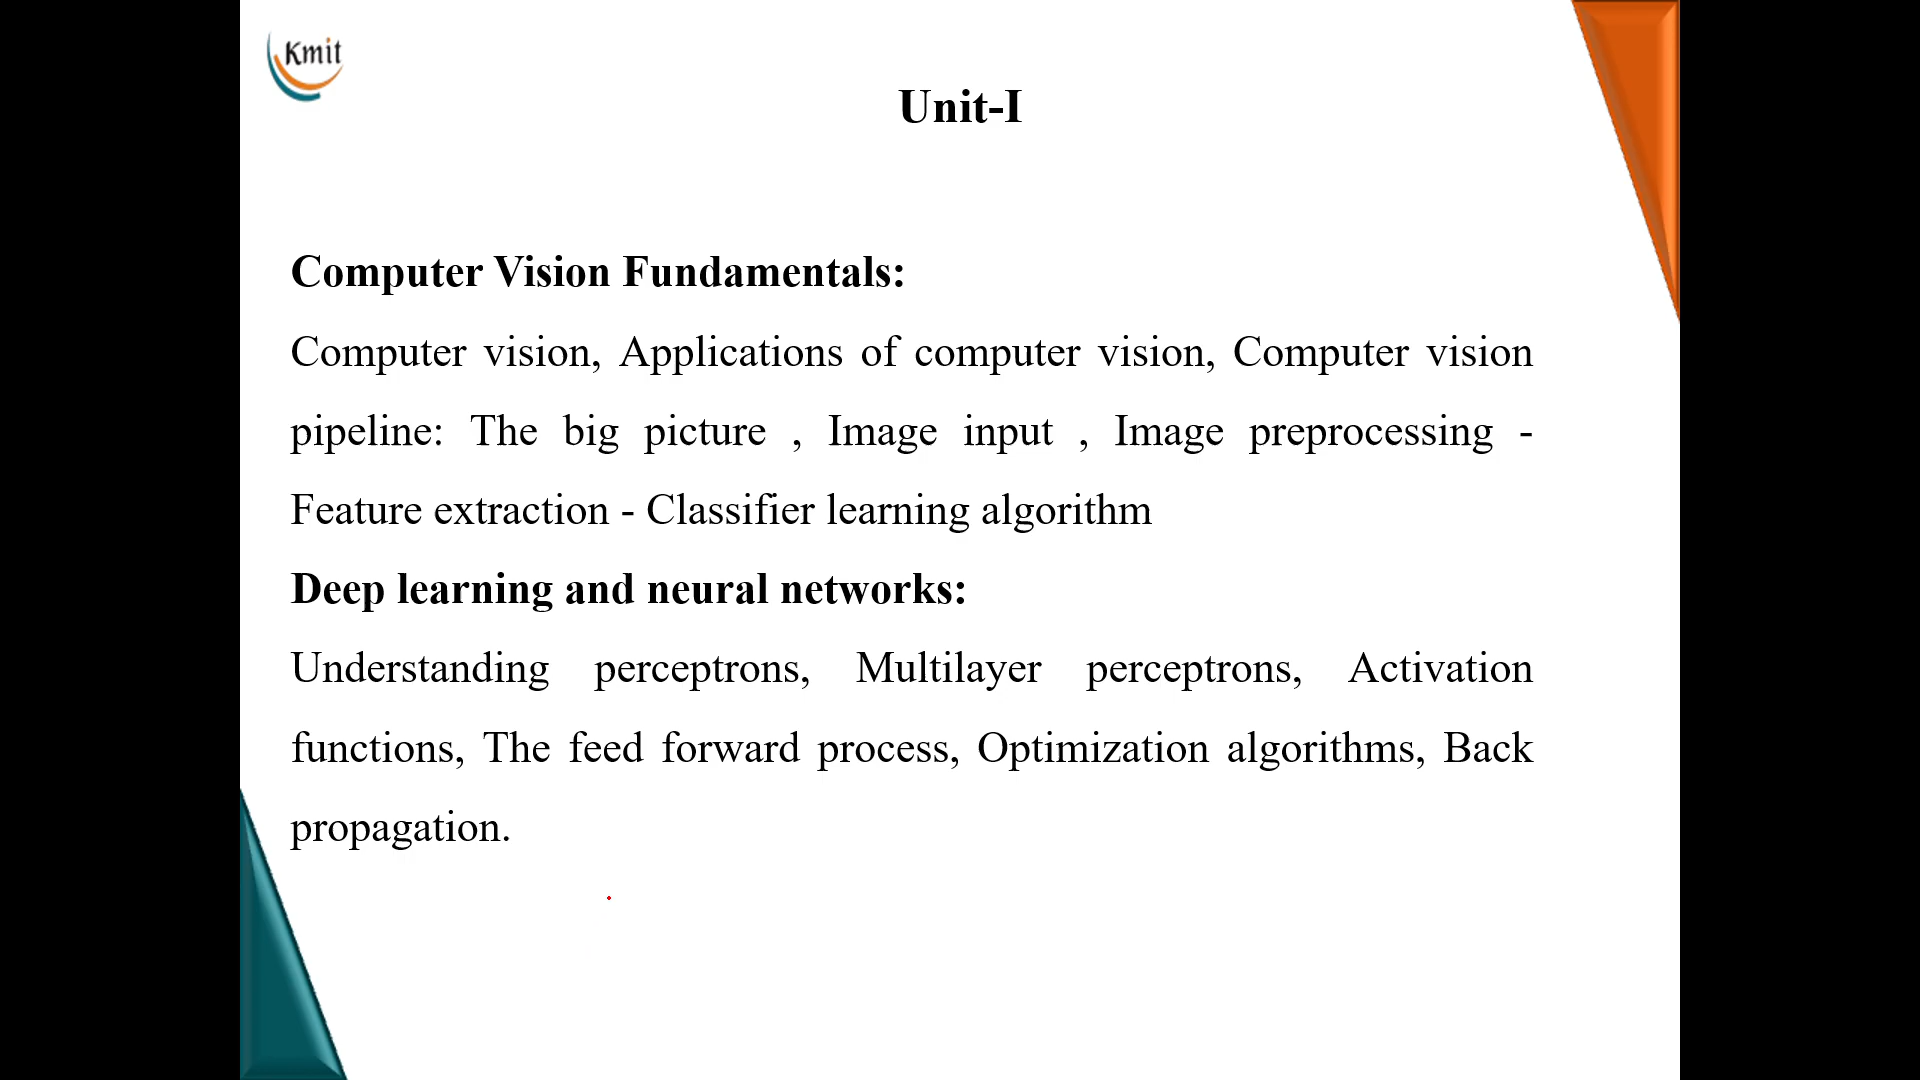 Kmit
Unit-I
Computer Vision Fundamentals:
Computer vision, Applications of computer vision, Computer vision
pipeline: The big picture , Image input , Image preprocessing -
Feature extraction - Classifier learning algorithm
Deep learning and neural networks:
Understanding perceptrons, Multilayer perceptrons, Activation
functions, The feed forward process, Optimization algorithms, Back
propagation.